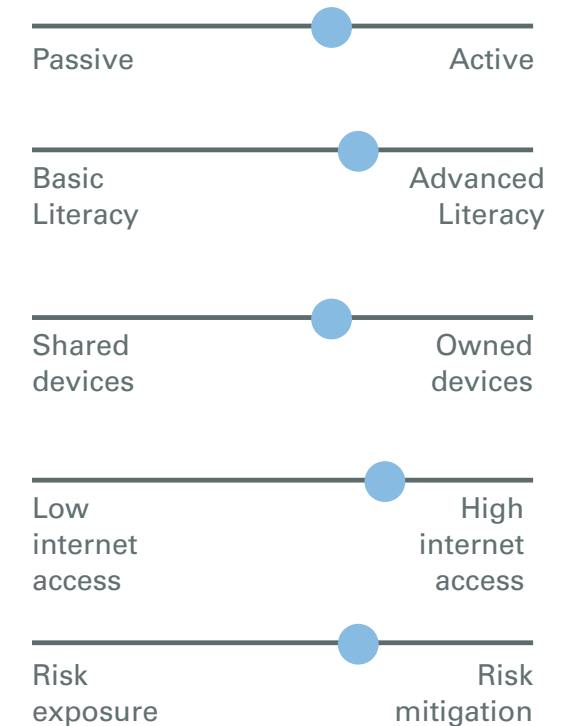 Passive Active
Basic Literacy Advanced Literacy
Shared devices Owned devices
Low internet access High internet access
Risk exposure Risk mitigation